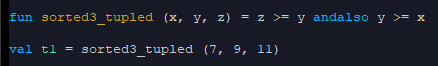 fun sorted3_tupled (x, y, z) = z >= y andalso y >= x
val t1 = sorted3_tupled (7, 9, 11)